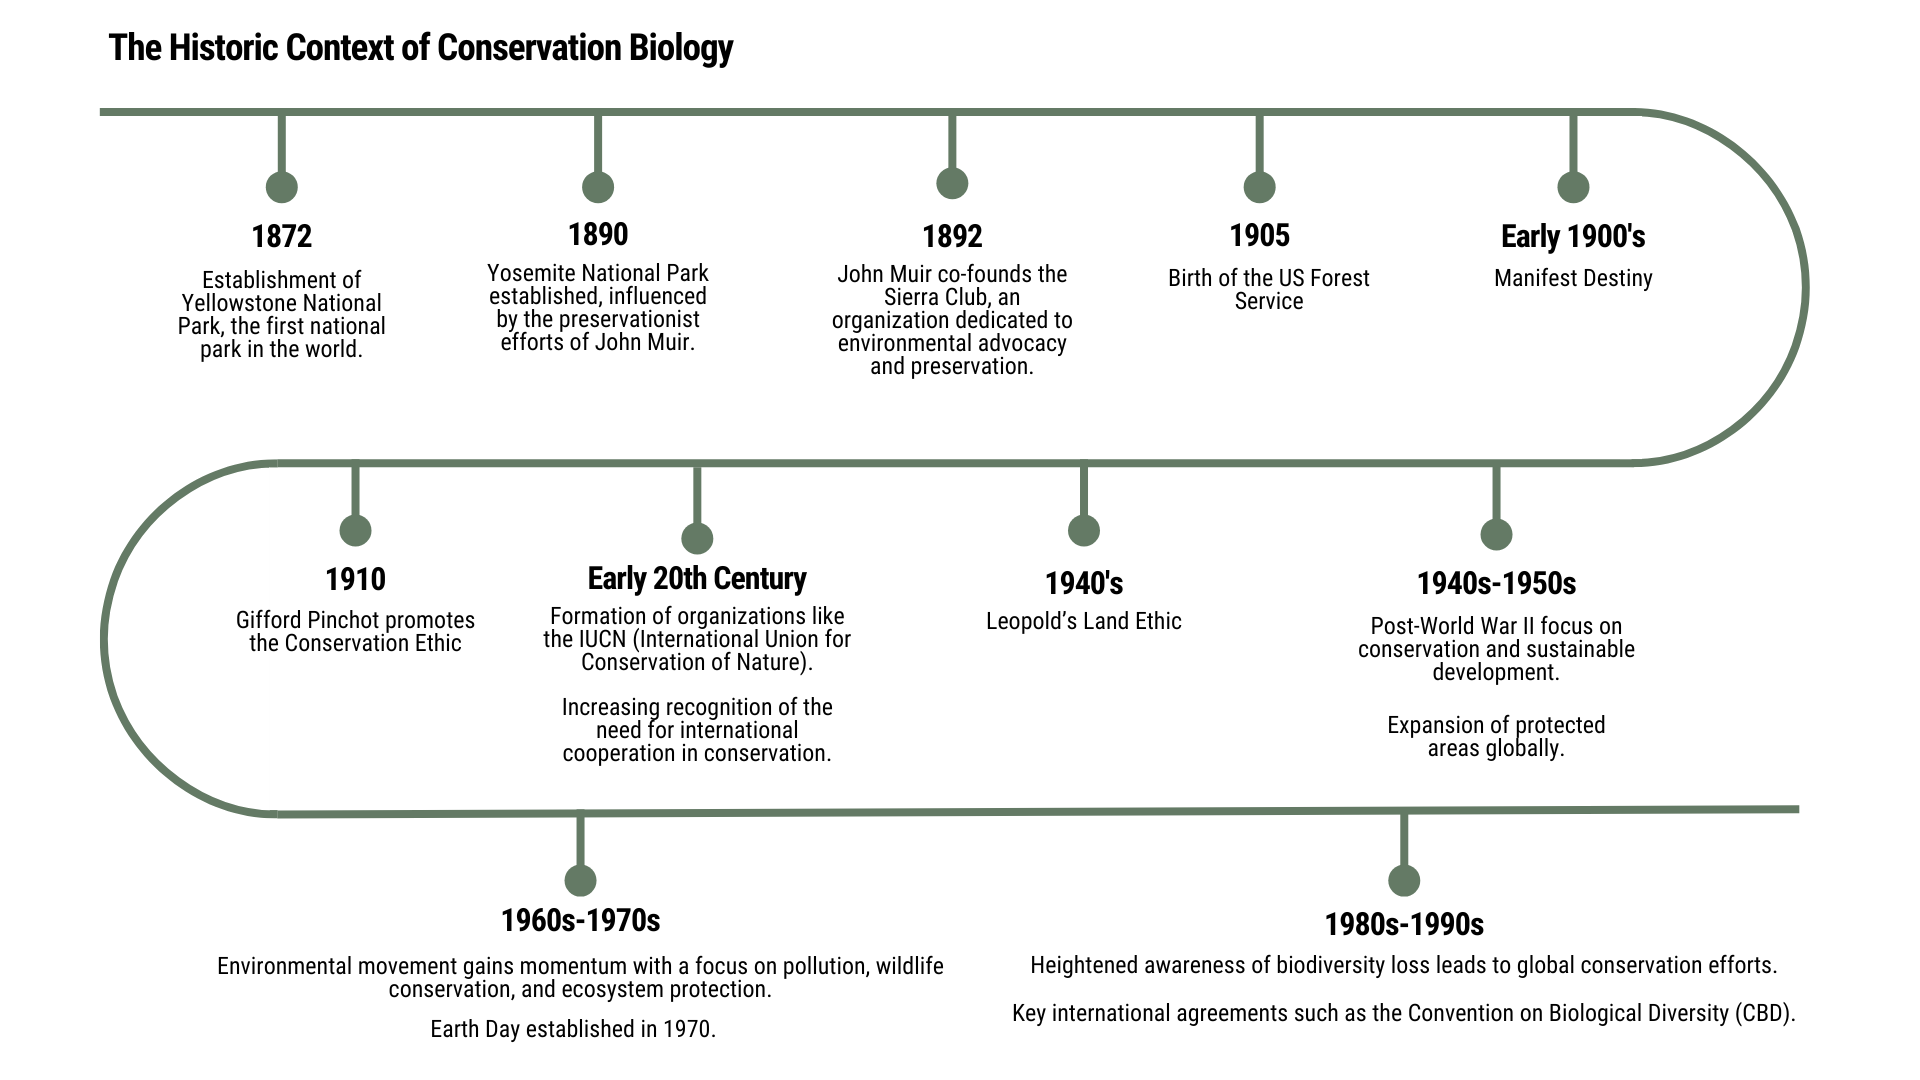 The Historic Context of Conservation Biology
1872
Establishment of
Yellowstone National
Park, the first national
park in the world.
1890
Yosemite National Park
established, influenced
by the preservationist
efforts of John Muir.
1892
John Muir co-founds the
Sierra Club, an
organization dedicated to
environmental advocacy
and preservation.
1905
Birth of the US Forest
Service
Early 1900's
Manifest Destiny
1910
Gifford Pinchot promotes
the Conservation Ethic
Early 20th Century
Formation of organizations like
the IUCN (International Union for
Conservation of Nature).
Increasing recognition of the
need for international
cooperation in conservation.
1940's
Leopold’s Land Ethic
1940s-1950s
Post-World War II focus on
conservation and sustainable
development.
Expansion of protected
areas globally.
1960s-1970s
Environmental movement gains momentum with a focus on pollution, wildlife
conservation, and ecosystem protection.
Earth Day established in 1970.
1980s-1990s
Heightened awareness of biodiversity loss leads to global conservation efforts.
Key international agreements such as the Convention on Biological Diversity (CBD).